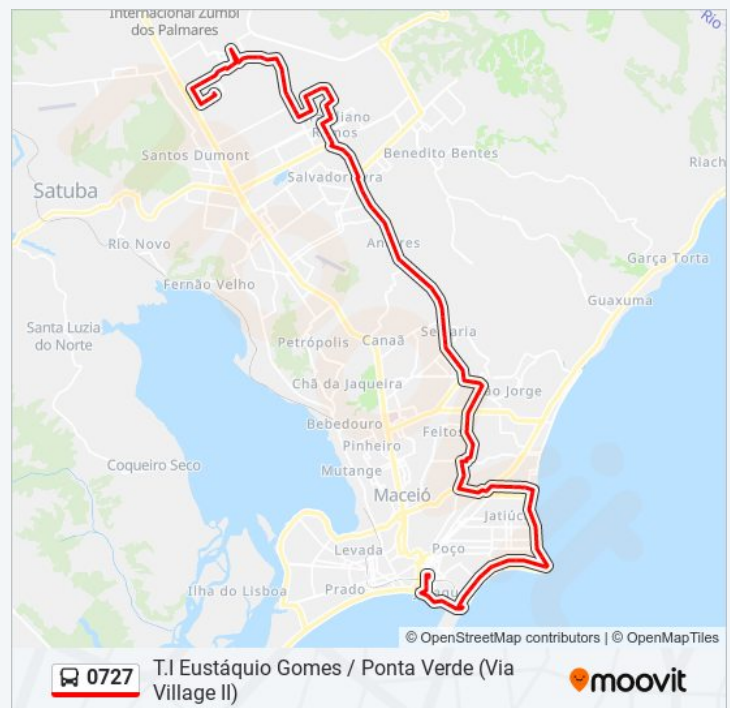 Internacional Zumbi
dos Palmares
Rio
Ramos
Benedito Bentes
Santos Dumont
Riach
Salvador
Satuba
Rio Novo
Garça Torta
Fernão Velho
Guaxuma
Santa Luzia
do Norte
Petrópolis
Canaã
Chã da Jaqueira
Jorge
Bebedouro
Feitos
Pinheiro
Coqueiro Seco
Mutange
Maceió
Jatiúc
Levada
Poço
Ilha do Lisboa
Prado
© OpenStreetMap contributors | © OpenMapTiles
0727
T.I Eustáquio Gomes / Ponta Verde (Via
Village II)
moovit